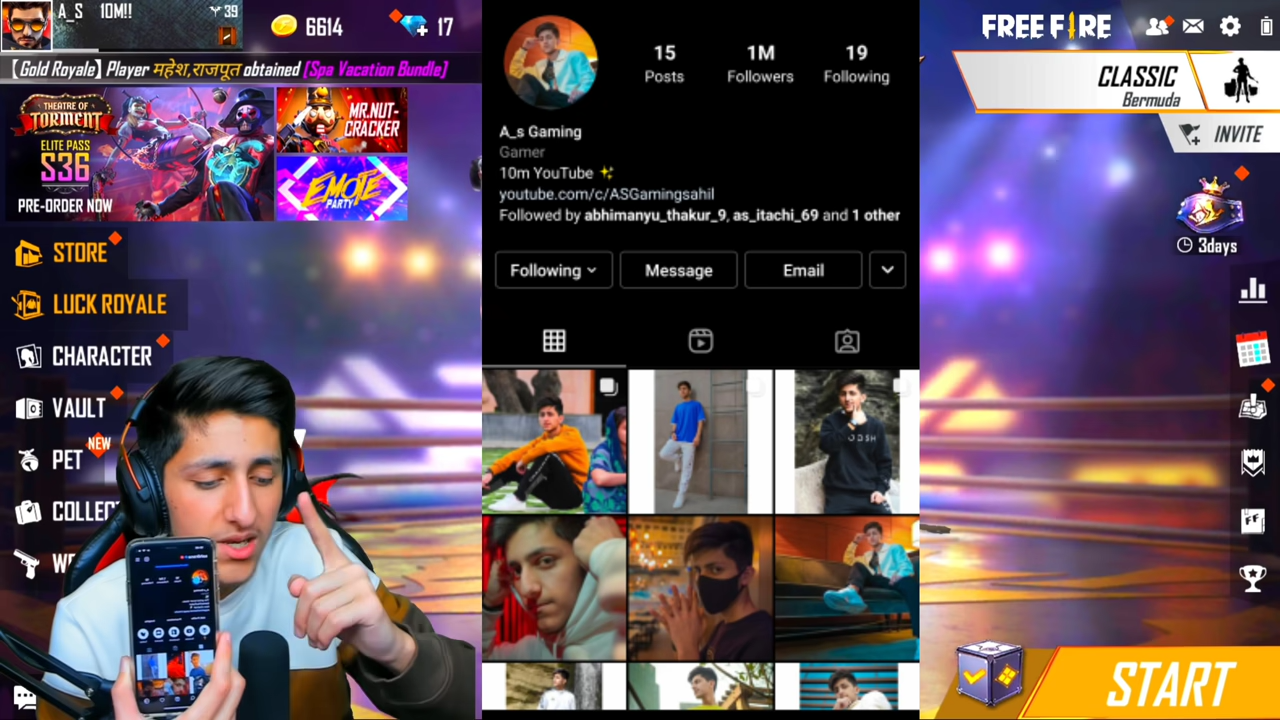 A_S 10M!!
39
6614
17
【Gold Royale】 Player महेश,राजपूत obtained [Spa Vacation Bundle]
THEATRE OF
TORMENT
ELITE PASS
S36
PRE-ORDER NOW
MR.NUT-
CRACKER
EMOTE
PARTY
STORE
LUCK ROYALE
CHARACTER
VAULT
NEW
PET
COLLEC
WE
15
Posts
1M
Followers
19
Following
A_s Gaming
Gamer
10m YouTube ✨
youtube.com/c/ASGamingsahil
Followed by abhimanyu_thakur_9, as_itachi_69 and 1 other
Following
Message
Email
FREE FIRE
CLASSIC
Bermuda
INVITE
3days
START